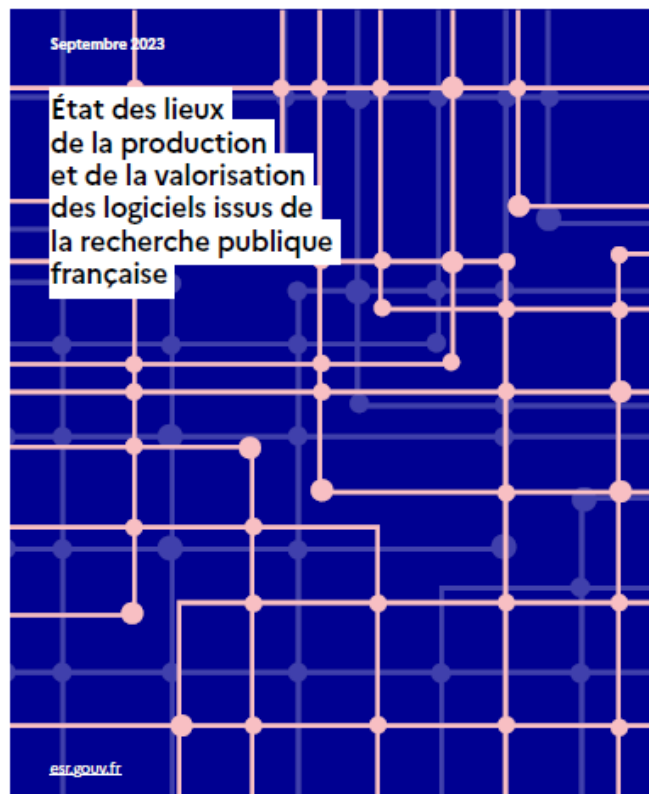 Septembre 2023
État des lieux
de la production
et de la valorisation
des logiciels issus de
la recherche publique
française
esr.gouv.fr